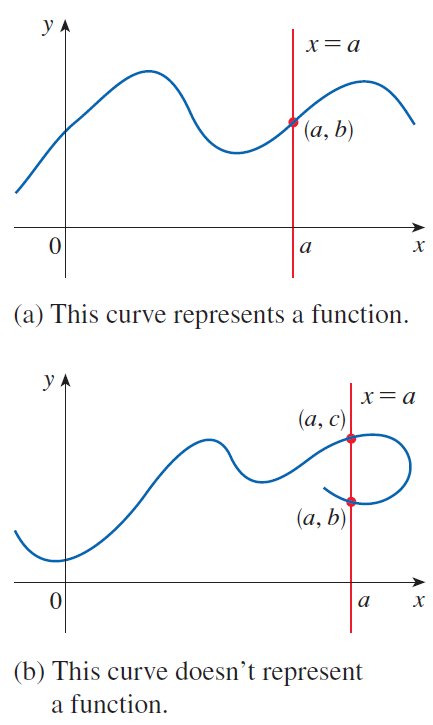 y
x = a
(a, b)
0
a
x
(a) This curve represents a function.
y
x = a
(a, c)
(a, b)
0
a
x
(b) This curve doesn’t represent
a function.